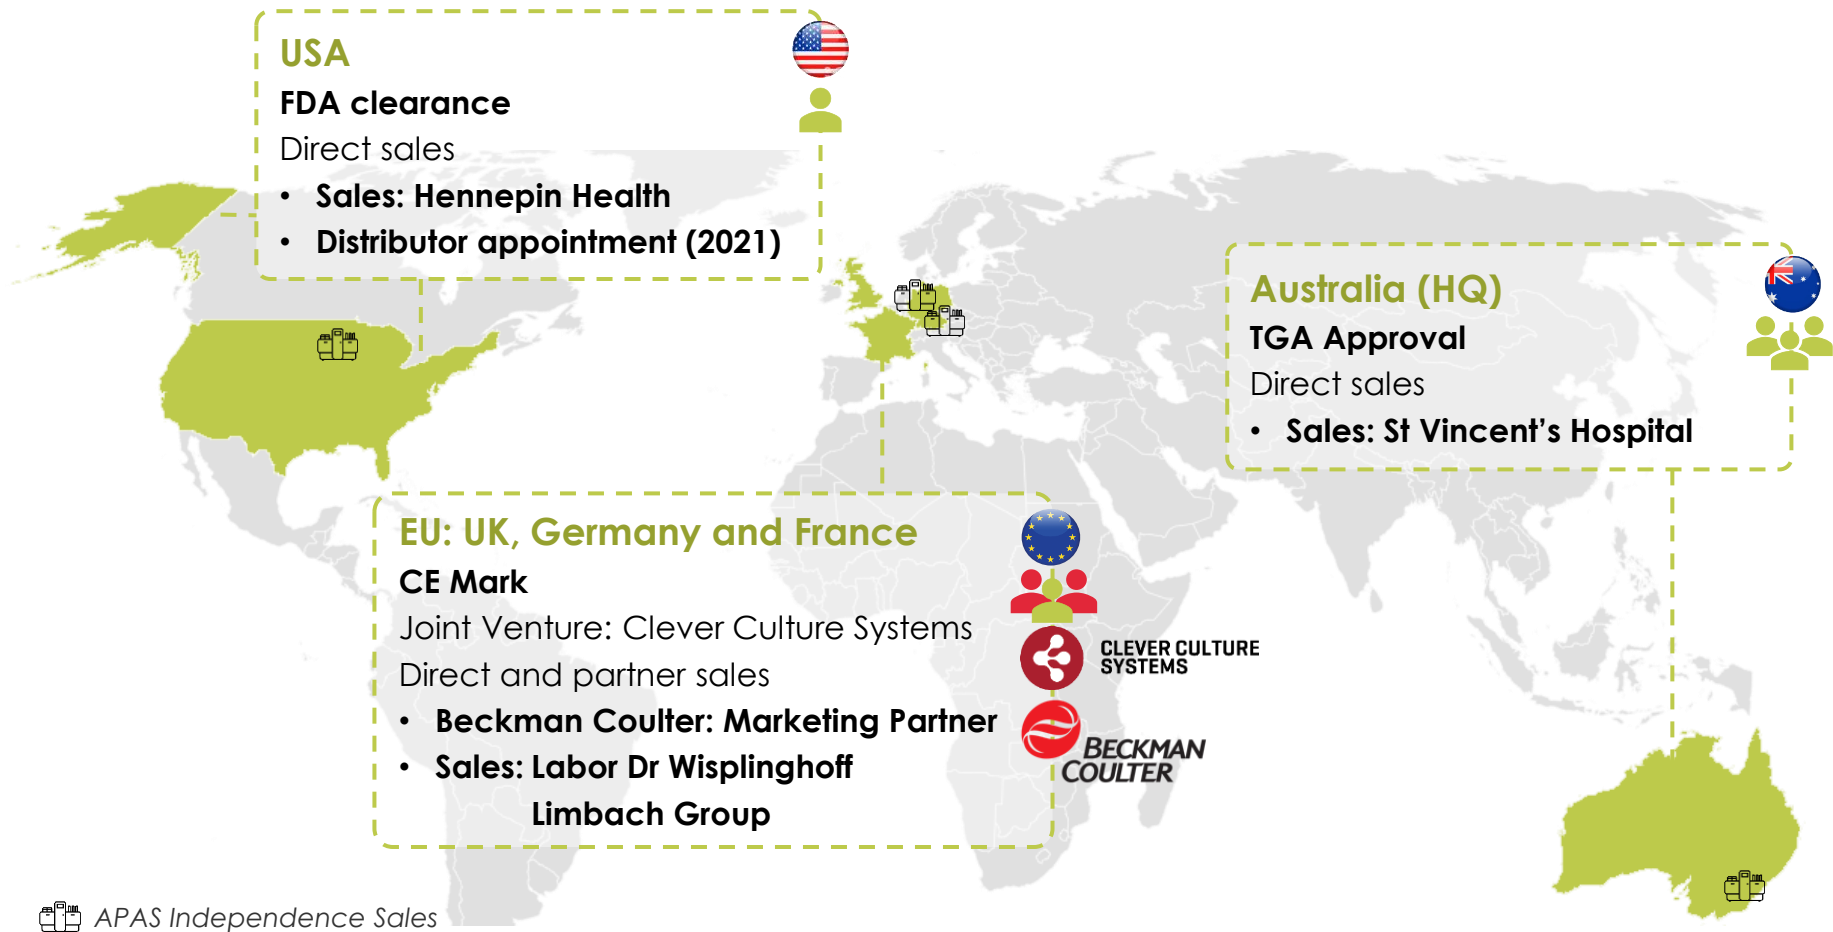 USA
FDA clearance
Direct sales
• Sales: Hennepin Health
• Distributor appointment (2021)
Australia (HQ)
TGA Approval
Direct sales
• Sales: St Vincent’s Hospital
EU: UK, Germany and France
CE Mark
Joint Venture: Clever Culture Systems
Direct and partner sales
• Beckman Coulter: Marketing Partner
• Sales: Labor Dr Wisplinghoff
Limbach Group
CLEVER CULTURE
SYSTEMS
BECKMAN
COULTER
APAS Independence Sales